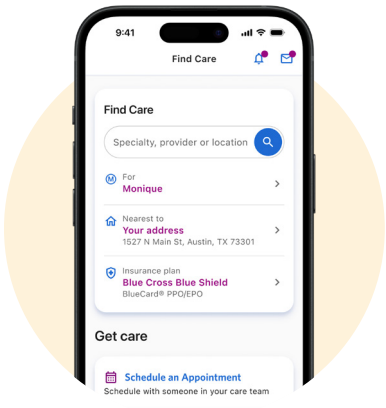 9:41
Find Care
Find Care
Specialty, provider or location
M For
Monique
Nearest to
Your address
1527 N Main St, Austin, TX 73301
Insurance plan
Blue Cross Blue Shield
BlueCard® PPO/EPO
Get care
Schedule an Appointment
Schedule with someone in your care team